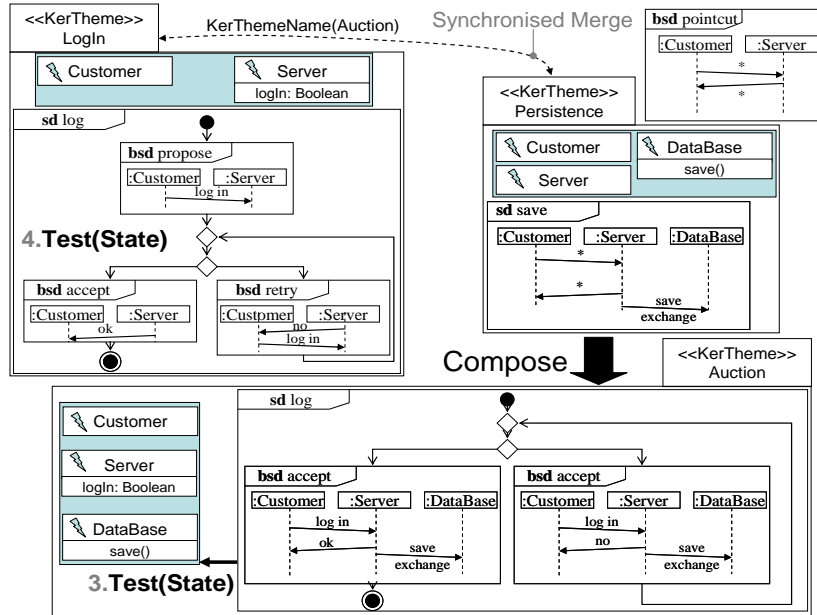 <<KerTheme>>
LogIn
KerThemeName(Auction)
Synchronised Merge
bsd pointcut
:Customer :Server
*
*
<<KerTheme>>
Persistence
Customer
Server
logIn: Boolean
sd log
bsd propose
:Customer :Server
log in
4.Test(State)
bsd accept
:Customer :Server
ok
bsd retry
:Customer :Server
no
log in
Customer
Server
DataBase
save()
sd save
:Customer :Server :DataBase
*
*
save
exchange
Compose
<<KerTheme>>
Auction
Customer
Server
logIn: Boolean
DataBase
save()
3.Test(State)
sd log
bsd accept
:Customer :Server :DataBase
log in
ok
save
exchange
bsd accept
:Customer :Server :DataBase
log in
no
save
exchange